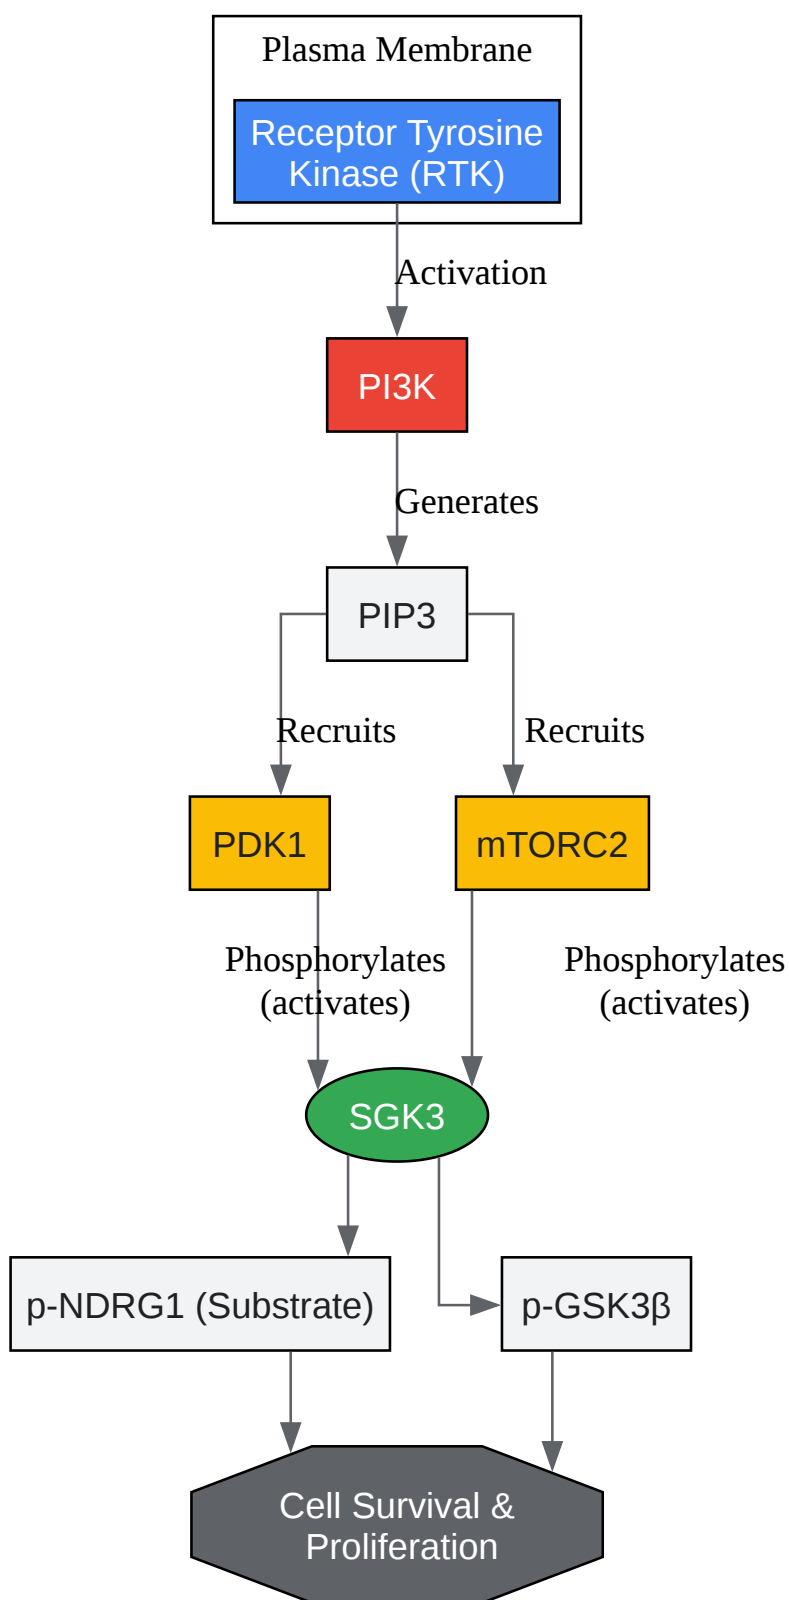 Plasma Membrane
Receptor Tyrosine
Kinase (RTK)
Activation
PI3K
Generates
PIP3
Recruits
Recruits
PDK1
mTORC2
Phosphorylates
(activates)
Phosphorylates
(activates)
SGK3
p-NDRG1 (Substrate)
p-GSK3β
Cell Survival &
Proliferation